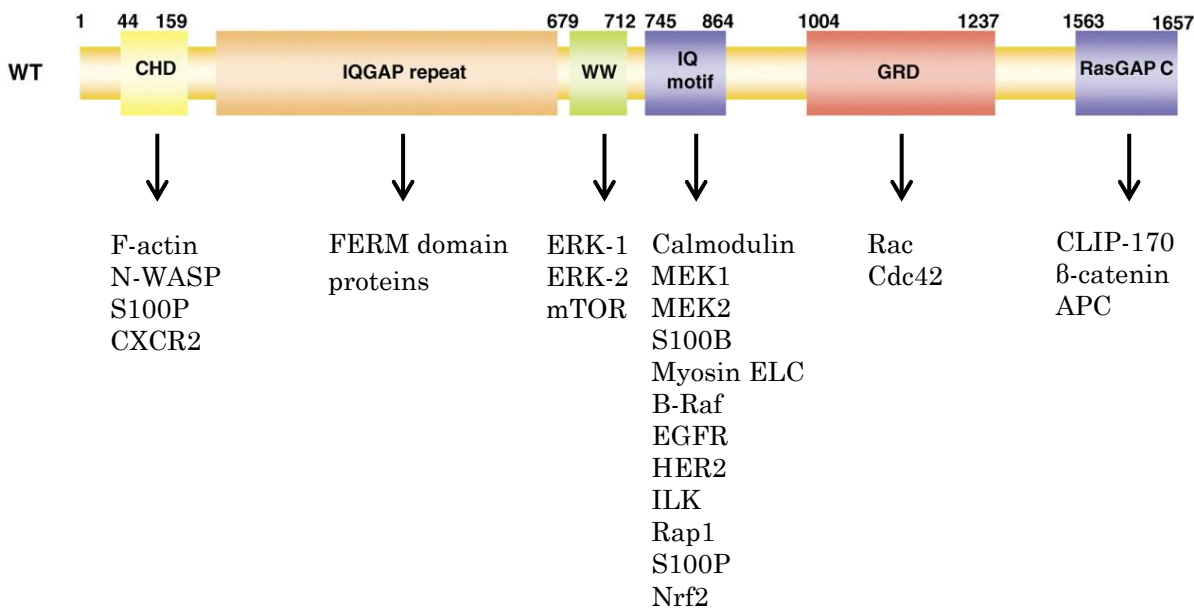 1 44 159 679 712 745 864 1004 1237 1563 1657
WT
CHD
IQGAP repeat
WW
IQ
motif
GRD
RasGAP C
F-actin
N-WASP
S100P
CXCR2
FERM domain
proteins
ERK-1
ERK-2
mTOR
Calmodulin
MEK1
MEK2
S100B
Myosin ELC
B-Raf
EGFR
HER2
ILK
Rap1
S100P
Nrf2
Rac
Cdc42
CLIP-170
β-catenin
APC